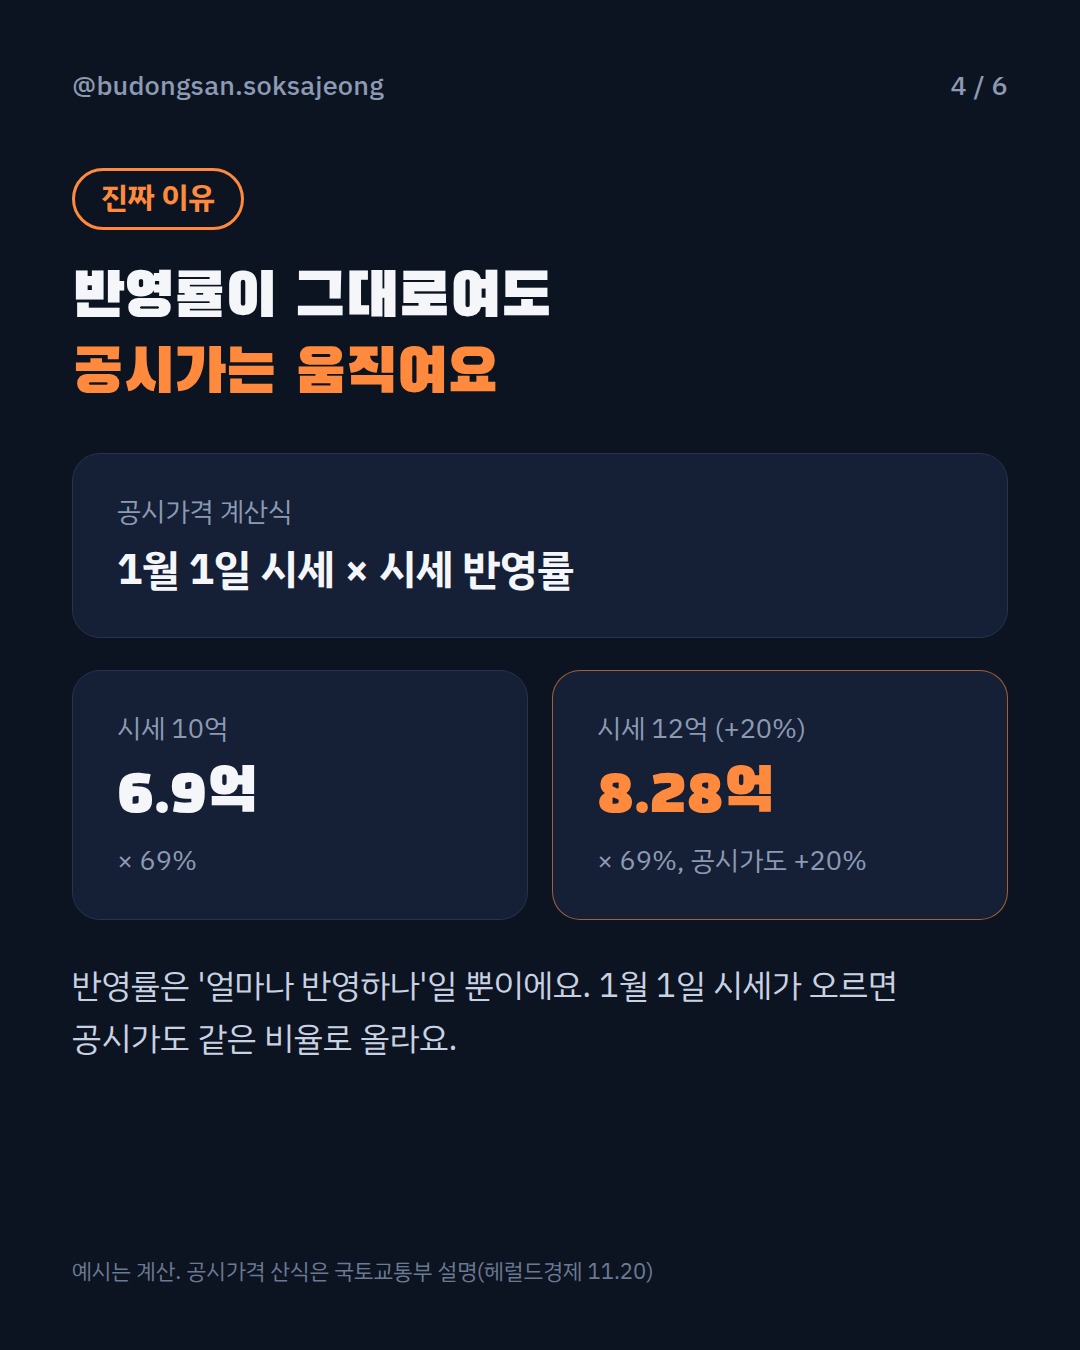 @budongsan.soksajeong
4 / 6
진짜 이유
반영률이 그대로여도
공시가는 움직여요
공시가격 계산식
1월 1일 시세 × 시세 반영률
시세 10억
6.9억
× 69%
시세 12억 (+20%)
8.28억
× 69%, 공시가도 +20%
반영률은 '얼마나 반영하나'일 뿐이에요. 1월 1일 시세가 오르면
공시가도 같은 비율로 올라요.
예시는 계산. 공시가격 산식은 국토교통부 설명(헤럴드경제 11.20)